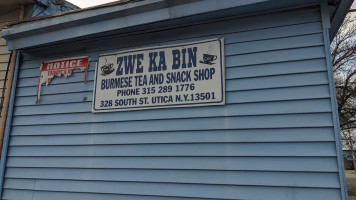 NOTICE
ZWE KA BIN
BURMESE TEA AND SNACK SHOP
PHONE 315 289 1776
328 SOUTH ST. UTICA N.Y. 13501